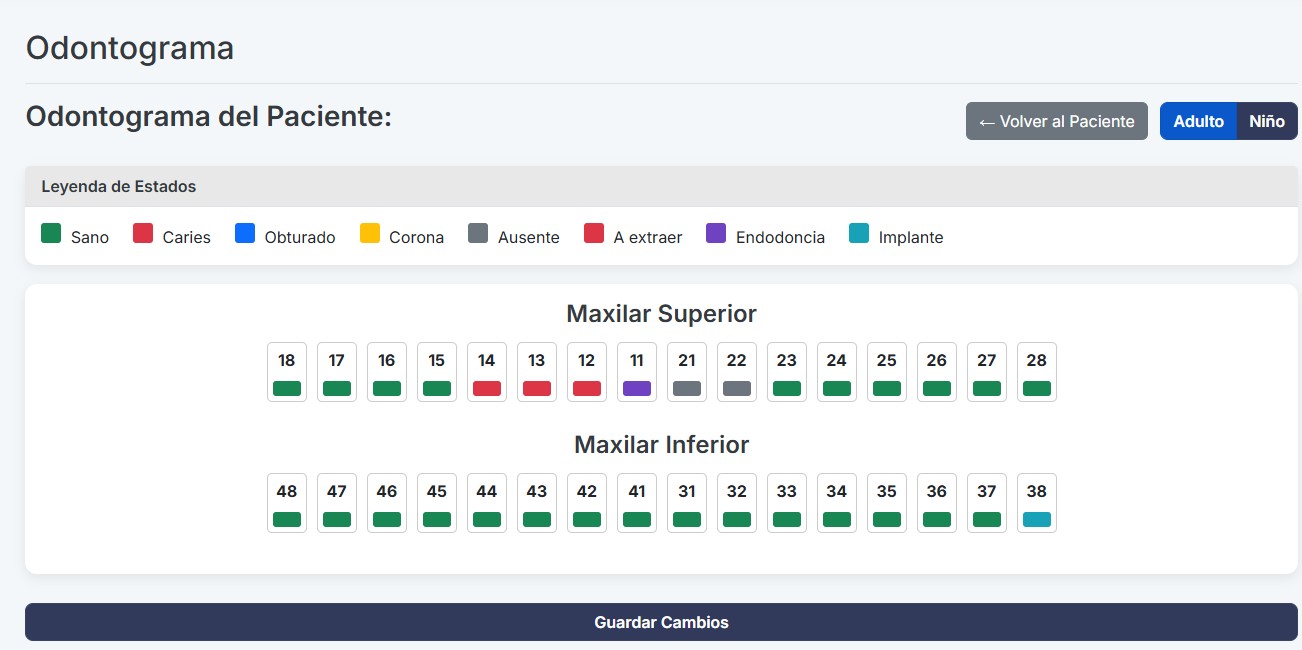 Odontograma
Odontograma del Paciente:
← Volver al Paciente
Adulto Niño
Leyenda de Estados
Sano Caries Obturado Corona Ausente A extraer Endodoncia Implante
Maxilar Superior
18 17 16 15 14 13 12 11 21 22 23 24 25 26 27 28
Maxilar Inferior
48 47 46 45 44 43 42 41 31 32 33 34 35 36 37 38
Guardar Cambios